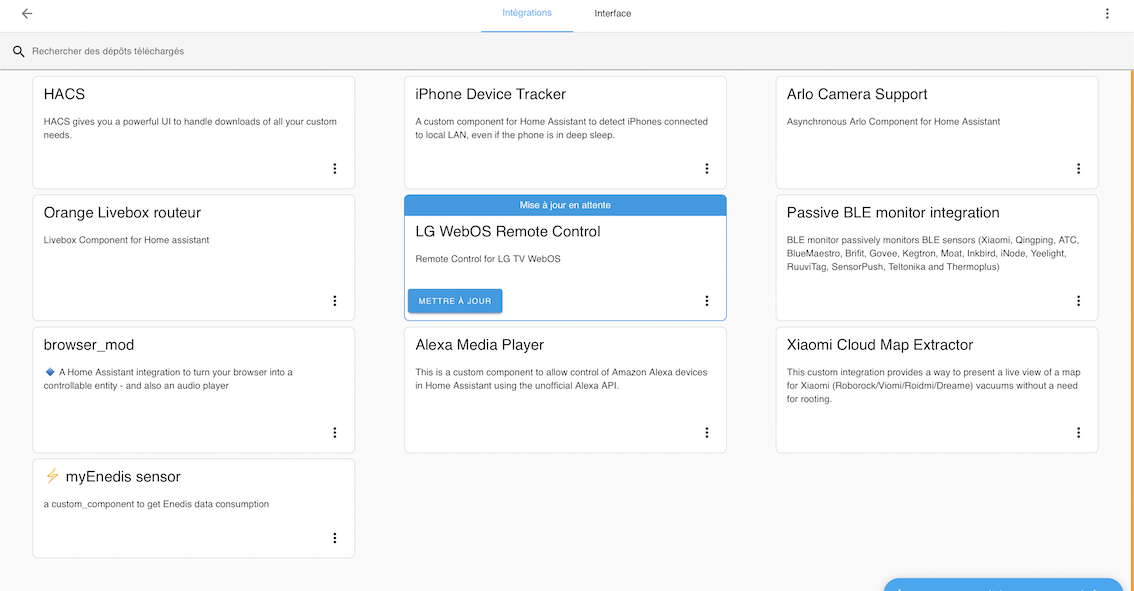 Intégrations
Interface
Rechercher des dépôts téléchargés
HACS
HACS gives you a powerful UI to handle downloads of all your custom
needs.
iPhone Device Tracker
A custom component for Home Assistant to detect iPhones connected
to local LAN, even if the phone is in deep sleep.
Arlo Camera Support
Asynchronous Arlo Component for Home Assistant
Orange Livebox routeur
Livebox Component for Home assistant
Mise à jour en attente
LG WebOS Remote Control
Remote Control for LG TV WebOS
METTRE À JOUR
Passive BLE monitor integration
BLE monitor passively monitors BLE sensors (Xiaomi, Qingping, ATC,
BlueMaestro, Brifit, Govee, Kegtron, Moat, Inkbird, iNode, Yeelight,
RuuviTag, SensorPush, Teltonika and Thermoplus)
browser_mod
🔹 A Home Assistant integration to turn your browser into a
controllable entity - and also an audio player
Alexa Media Player
This is a custom component to allow control of Amazon Alexa devices
in Home Assistant using the unofficial Alexa API.
Xiaomi Cloud Map Extractor
This custom integration provides a way to present a live view of a map
for Xiaomi (Roborock/Viomi/Roidmi/Dreame) vacuums without a need
for rooting.
⚡ myEnedis sensor
a custom_component to get Enedis data consumption